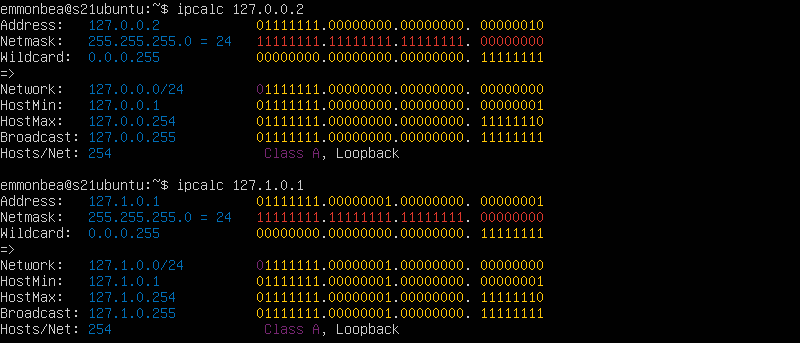 emmonbea@s21ubuntu:~$ ipcalc 127.0.0.2
Address:   127.0.0.2            01111111.00000000.00000000. 00000010
Netmask:   255.255.255.0 = 24   11111111.11111111.11111111. 00000000
Wildcard:  0.0.0.255            00000000.00000000.00000000. 11111111
=>
Network:   127.0.0.0/24         01111111.00000000.00000000. 00000000
HostMin:   127.0.0.1            01111111.00000000.00000000. 00000001
HostMax:   127.0.0.254          01111111.00000000.00000000. 11111110
Broadcast: 127.0.0.255          01111111.00000000.00000000. 11111111
Hosts/Net: 254                   Class A, Loopback
emmonbea@s21ubuntu:~$ ipcalc 127.1.0.1
Address:   127.1.0.1            01111111.00000001.00000000. 00000001
Netmask:   255.255.255.0 = 24   11111111.11111111.11111111. 00000000
Wildcard:  0.0.0.255            00000000.00000000.00000000. 11111111
=>
Network:   127.1.0.0/24         01111111.00000001.00000000. 00000000
HostMin:   127.1.0.1            01111111.00000001.00000000. 00000001
HostMax:   127.1.0.254          01111111.00000001.00000000. 11111110
Broadcast: 127.1.0.255          01111111.00000001.00000000. 11111111
Hosts/Net: 254                   Class A, Loopback